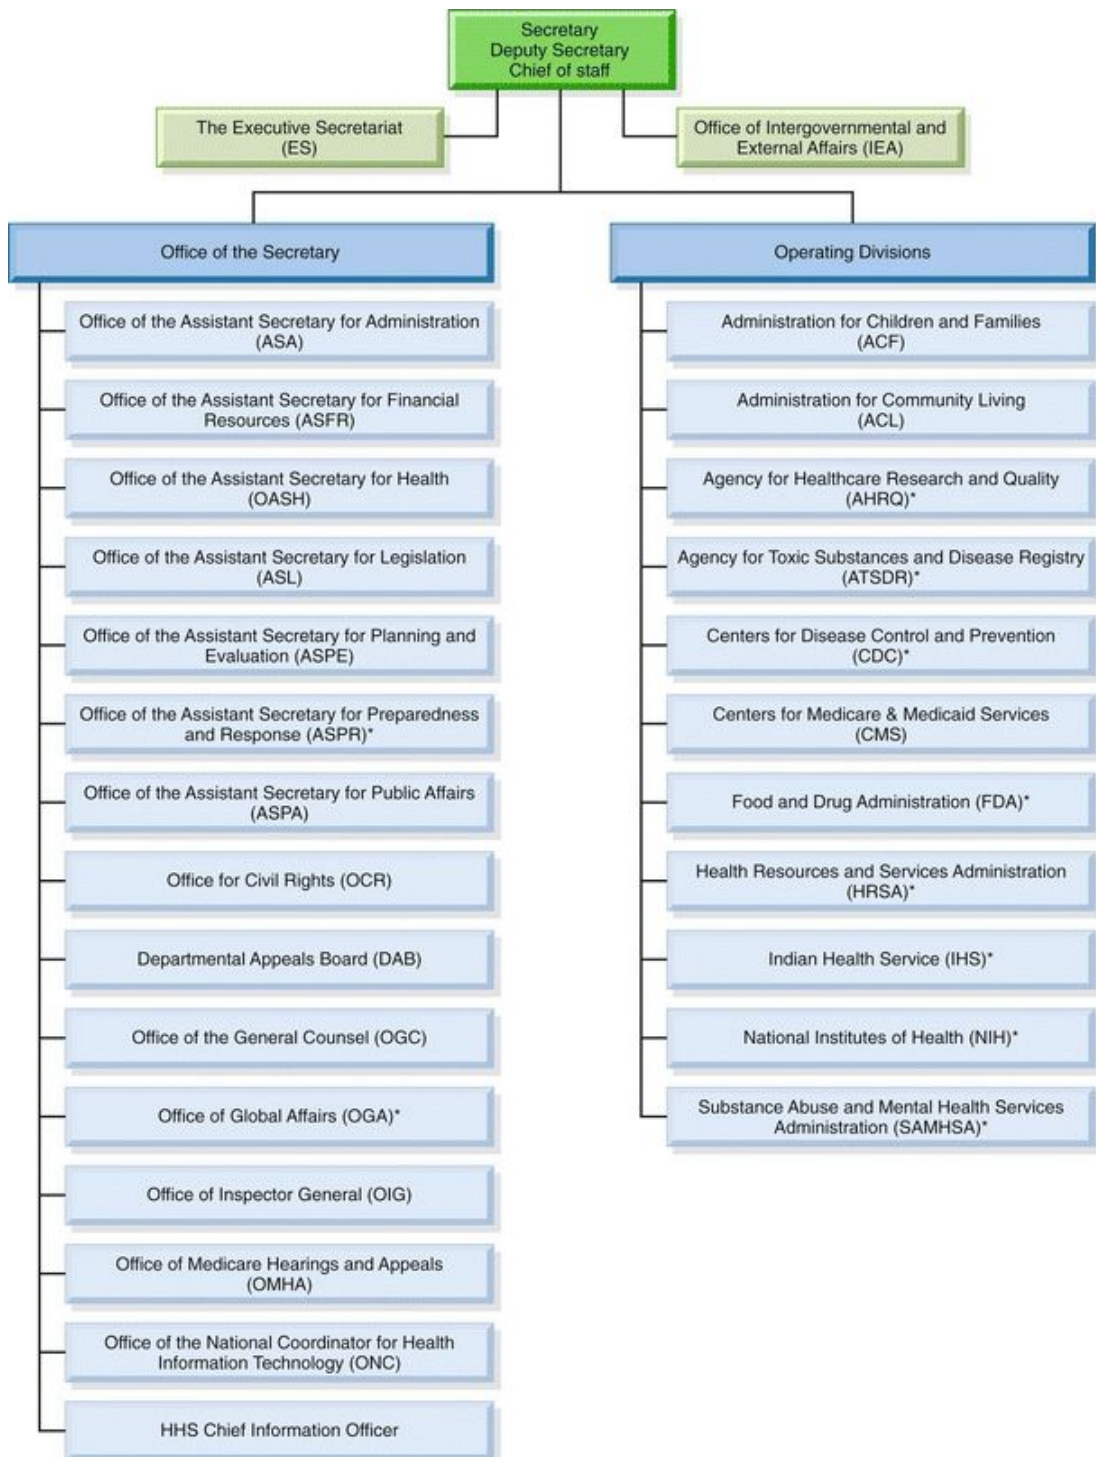 Secretary
Deputy Secretary
Chief of staff
The Executive Secretariat
(ES)
Office of Intergovernmental and
External Affairs (IEA)
Office of the Secretary
Office of the Assistant Secretary for Administration
(ASA)
Office of the Assistant Secretary for Financial
Resources (ASFR)
Office of the Assistant Secretary for Health
(OASH)
Office of the Assistant Secretary for Legislation
(ASL)
Office of the Assistant Secretary for Planning and
Evaluation (ASPE)
Office of the Assistant Secretary for Preparedness
and Response (ASPR)*
Office of the Assistant Secretary for Public Affairs
(ASPA)
Office for Civil Rights (OCR)
Departmental Appeals Board (DAB)
Office of the General Counsel (OGC)
Office of Global Affairs (OGA)*
Office of Inspector General (OIG)
Office of Medicare Hearings and Appeals
(OMHA)
Office of the National Coordinator for Health
Information Technology (ONC)
HHS Chief Information Officer
Operating Divisions
Administration for Children and Families
(ACF)
Administration for Community Living
(ACL)
Agency for Healthcare Research and Quality
(AHRQ)*
Agency for Toxic Substances and Disease Registry
(ATSDR)*
Centers for Disease Control and Prevention
(CDC)*
Centers for Medicare & Medicaid Services
(CMS)
Food and Drug Administration (FDA)*
Health Resources and Services Administration
(HRSA)*
Indian Health Service (IHS)*
National Institutes of Health (NIH)*
Substance Abuse and Mental Health Services
Administration (SAMHSA)*